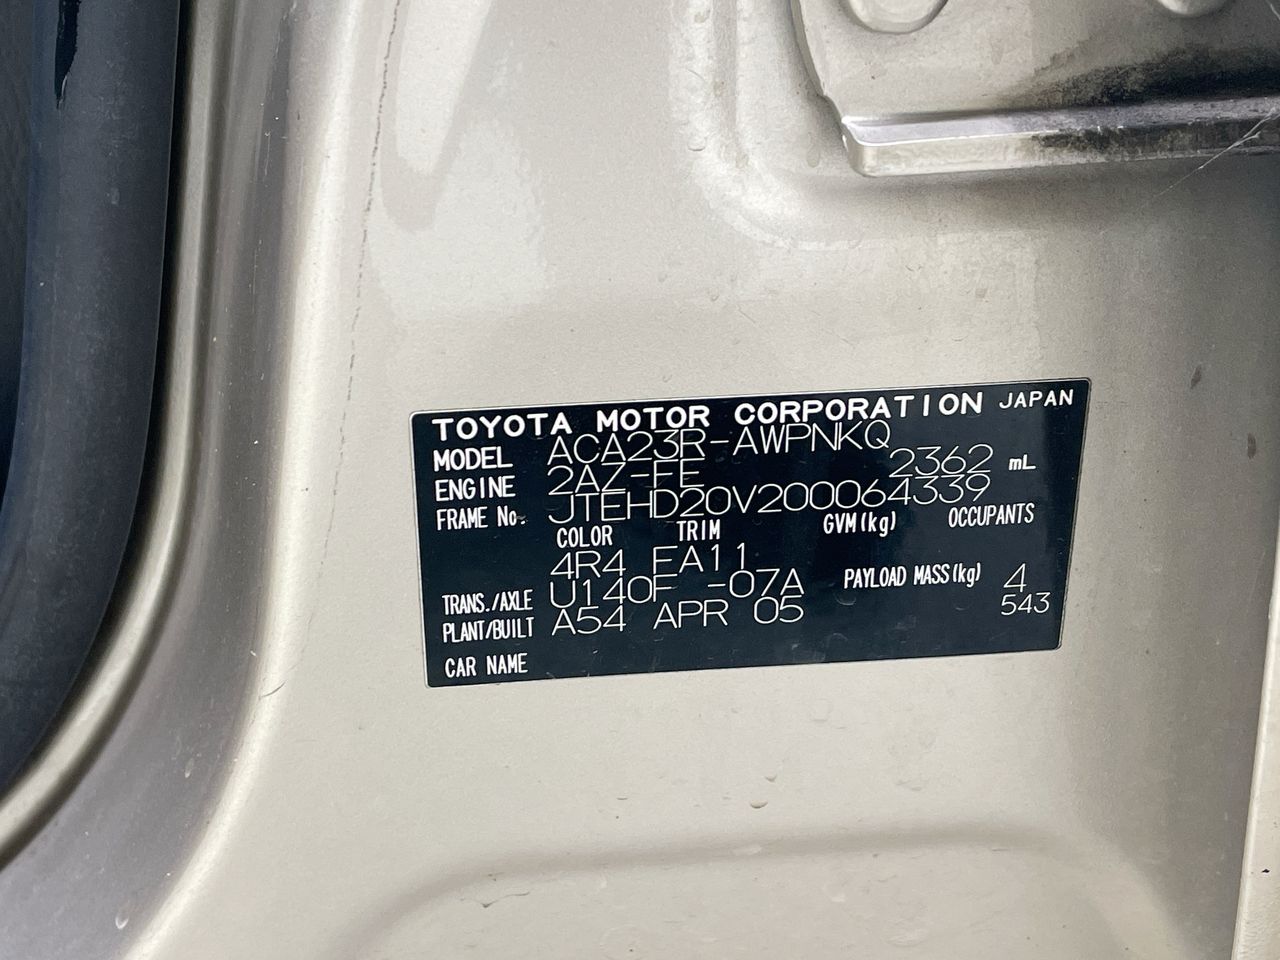 TOYOTA MOTOR CORPORATION JAPAN
MODEL ACA23R-AWPNKQ
ENGINE 2AZ-FE 2362 mL
FRAME No. JTEHD20V200064339
COLOR TRIM GVM(kg) OCCUPANTS
4R4 FA11
TRANS./AXLE U140F -07A PAYLOAD MASS(kg) 4
PLANT/BUILT A54 APR 05 543
CAR NAME